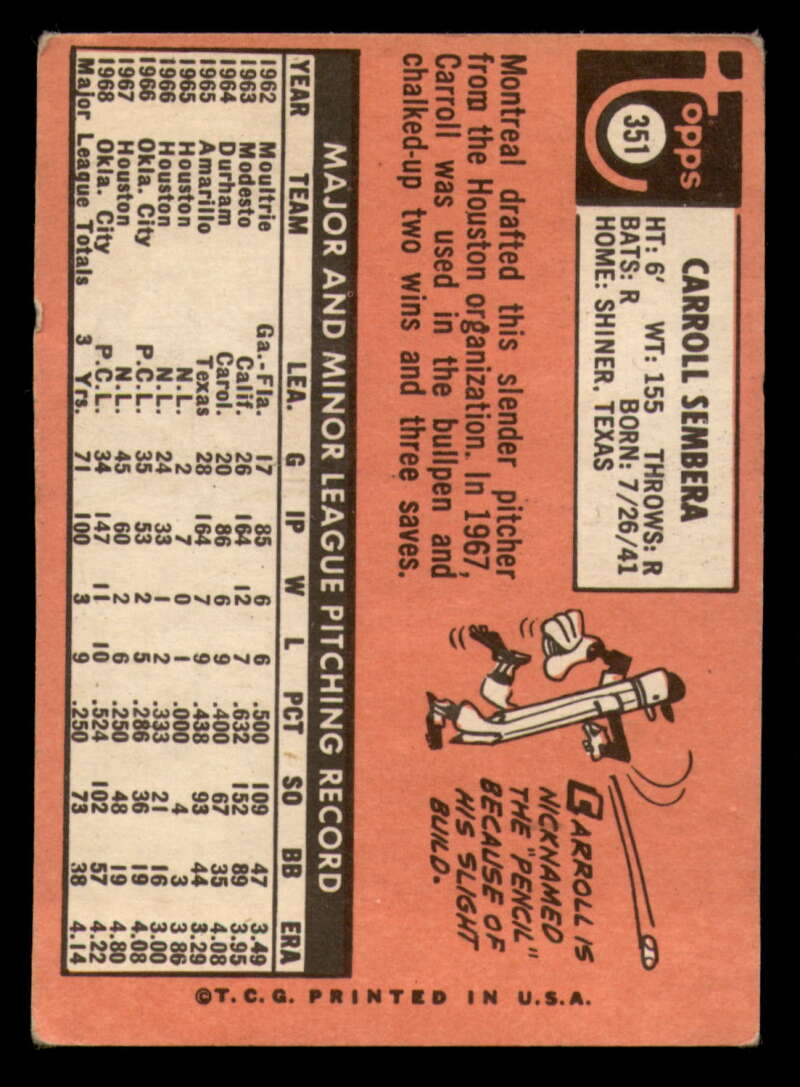 Topps
351
CARROLL SEMBERA
HT: 6' WT: 155 THROWS: R
BATS: R BORN: 7/26/41
HOME: SHINER, TEXAS
Montreal drafted this slender pitcher
from the Houston organization. In 1967,
Carroll was used in the bullpen and
chalked-up two wins and three saves.
CARROLL IS
NICKNAMED
THE "PENCIL"
BECAUSE OF
HIS SLIGHT
BUILD.
MAJOR AND MINOR LEAGUE PITCHING RECORD
YEAR TEAM LEA. G IP W L PCT SO BB ERA
1962 Moultrie Ga.-Fla. 17 85 6 6 .500 109 47 3.49
1963 Modesto Calif. 26 164 12 7 .632 152 89 3.95
1964 Durham Carol. 20 86 6 9 .400 67 35 4.08
1965 Amarillo Texas 28 164 7 9 .438 93 44 3.29
1965 Houston N.L. 2 7 0 1 .000 4 3 3.86
1966 Houston N.L. 24 33 1 2 .333 21 16 3.00
1966 Okla. City P.C.L. 35 53 2 5 .286 36 19 4.08
1967 Houston N.L. 45 60 2 6 .250 48 19 4.80
1968 Okla. City P.C.L. 34 147 11 10 .524 102 57 4.22
Major League Totals 3 Yrs. 71 100 3 9 .250 73 38 4.14
©T.C.G. PRINTED IN U.S.A.